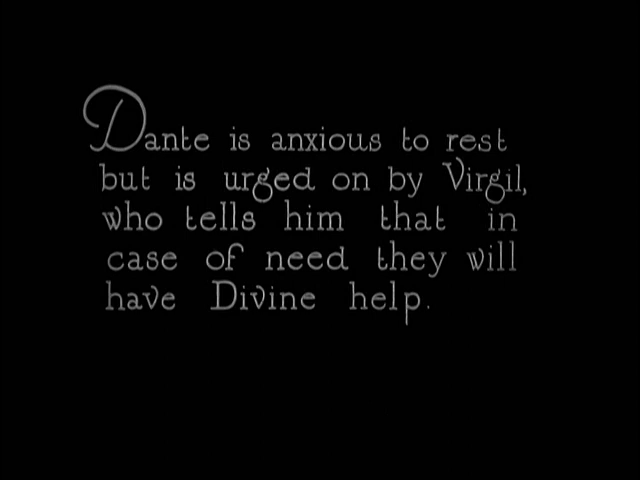 Dante is anxious to rest
but is urged on by Virgil,
who tells him that in
case of need they will
have Divine help.